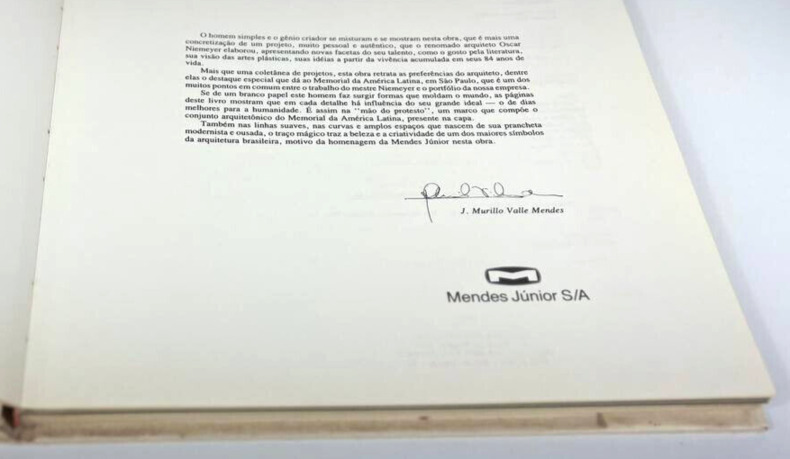 O homem simples e o gênio criador se misturam e se mostram nesta obra, que é mais uma
concretização de um projeto, muito pessoal e autêntico, que o renomado arquiteto Oscar
Niemeyer elaborou, apresentando novas facetas do seu talento, como o gosto pela literatura,
sua visão das artes plásticas, suas idéias a partir da vivência acumulada em seus 84 anos de
vida.
Mais que uma coletânea de projetos, esta obra retrata as preferências do arquiteto, dentre
elas o destaque especial que dá ao Memorial da América Latina, em São Paulo, que é um dos
muitos pontos em comum entre o trabalho do mestre Niemeyer e o portfólio da nossa empresa.
Se de um branco papel este homem faz surgir formas que moldam o mundo, as páginas
deste livro mostram que em cada detalhe há influência do seu grande ideal — o de dias
melhores para a humanidade. É assim na "mão do protesto", um marco que compõe o
conjunto arquitetônico do Memorial da América Latina, presente na capa.
Também nas linhas suaves, nas curvas e amplos espaços que nascem de sua prancheta
modernista e ousada, o traço mágico traz a beleza e a criatividade de um dos maiores símbolos
da arquitetura brasileira, motivo da homenagem da Mendes Júnior nesta obra.
J. Murillo Valle Mendes
Mendes Júnior S/A